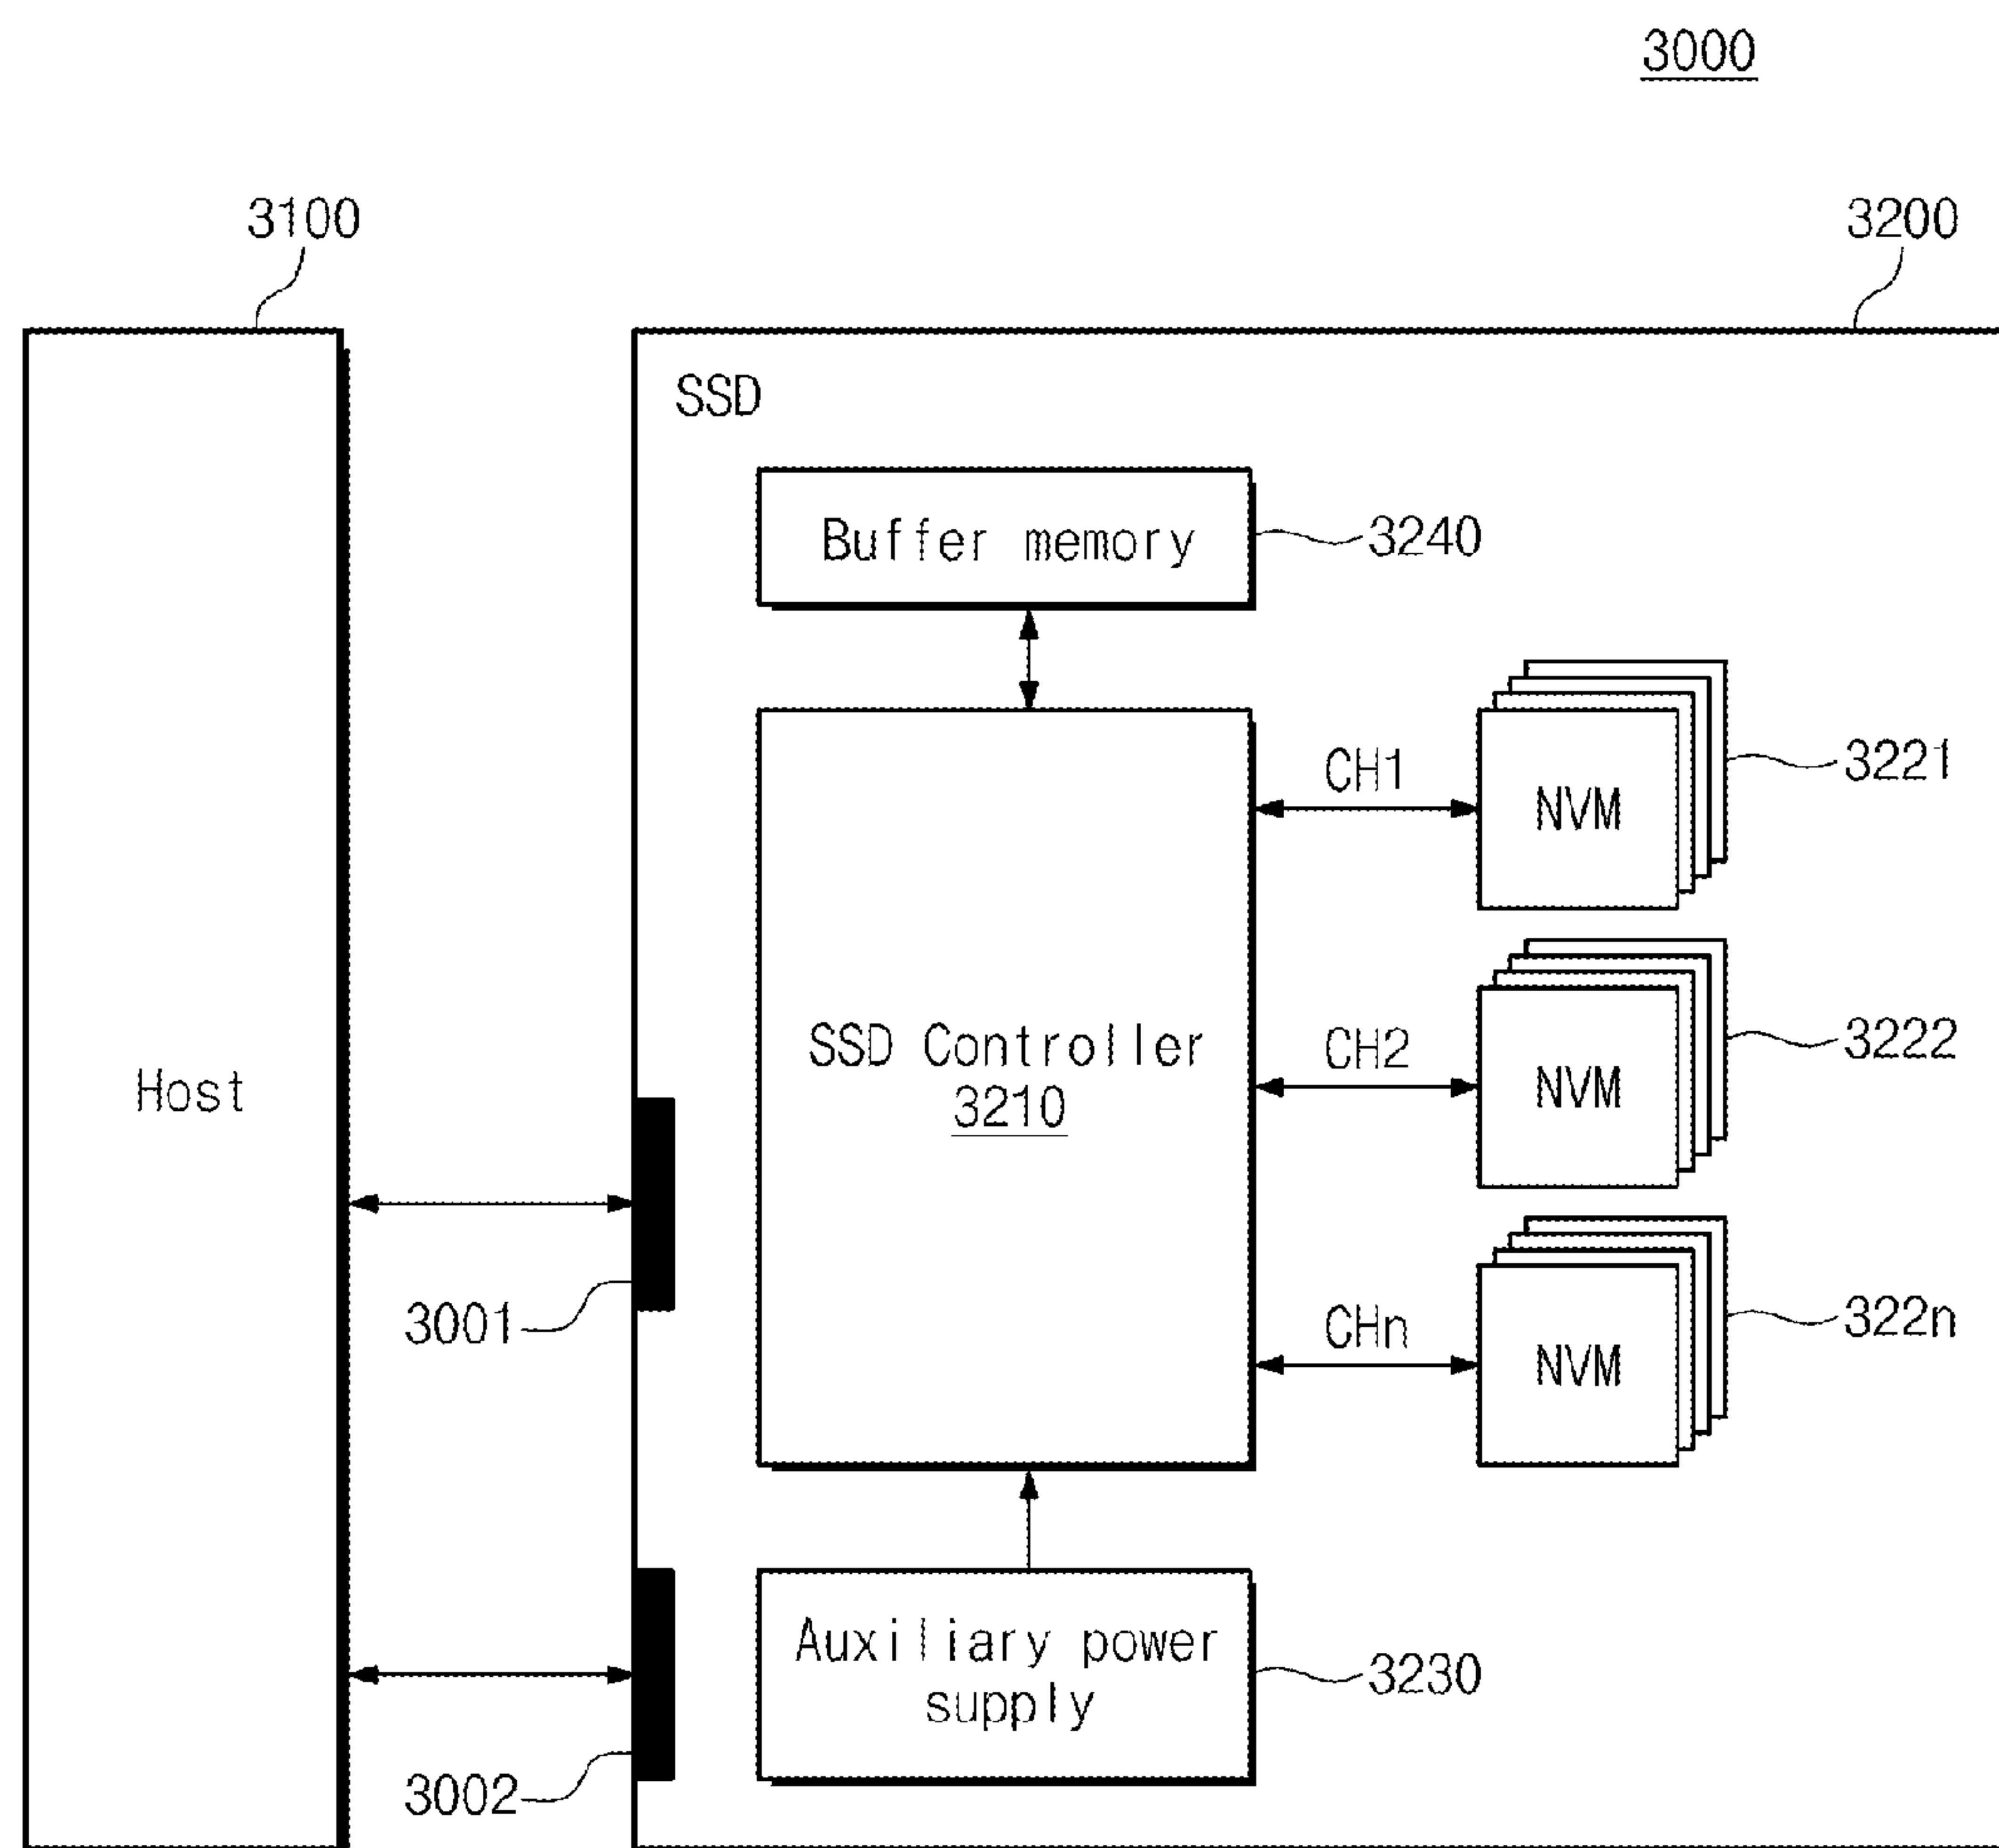 3000
3100
3200
SSD
Buffer memory
3240
CH1
NVM
3221
SSD Controller
3210
CH2
NVM
3222
Host
CHn
NVM
322n
3001
Auxiliary power
supply
3230
3002